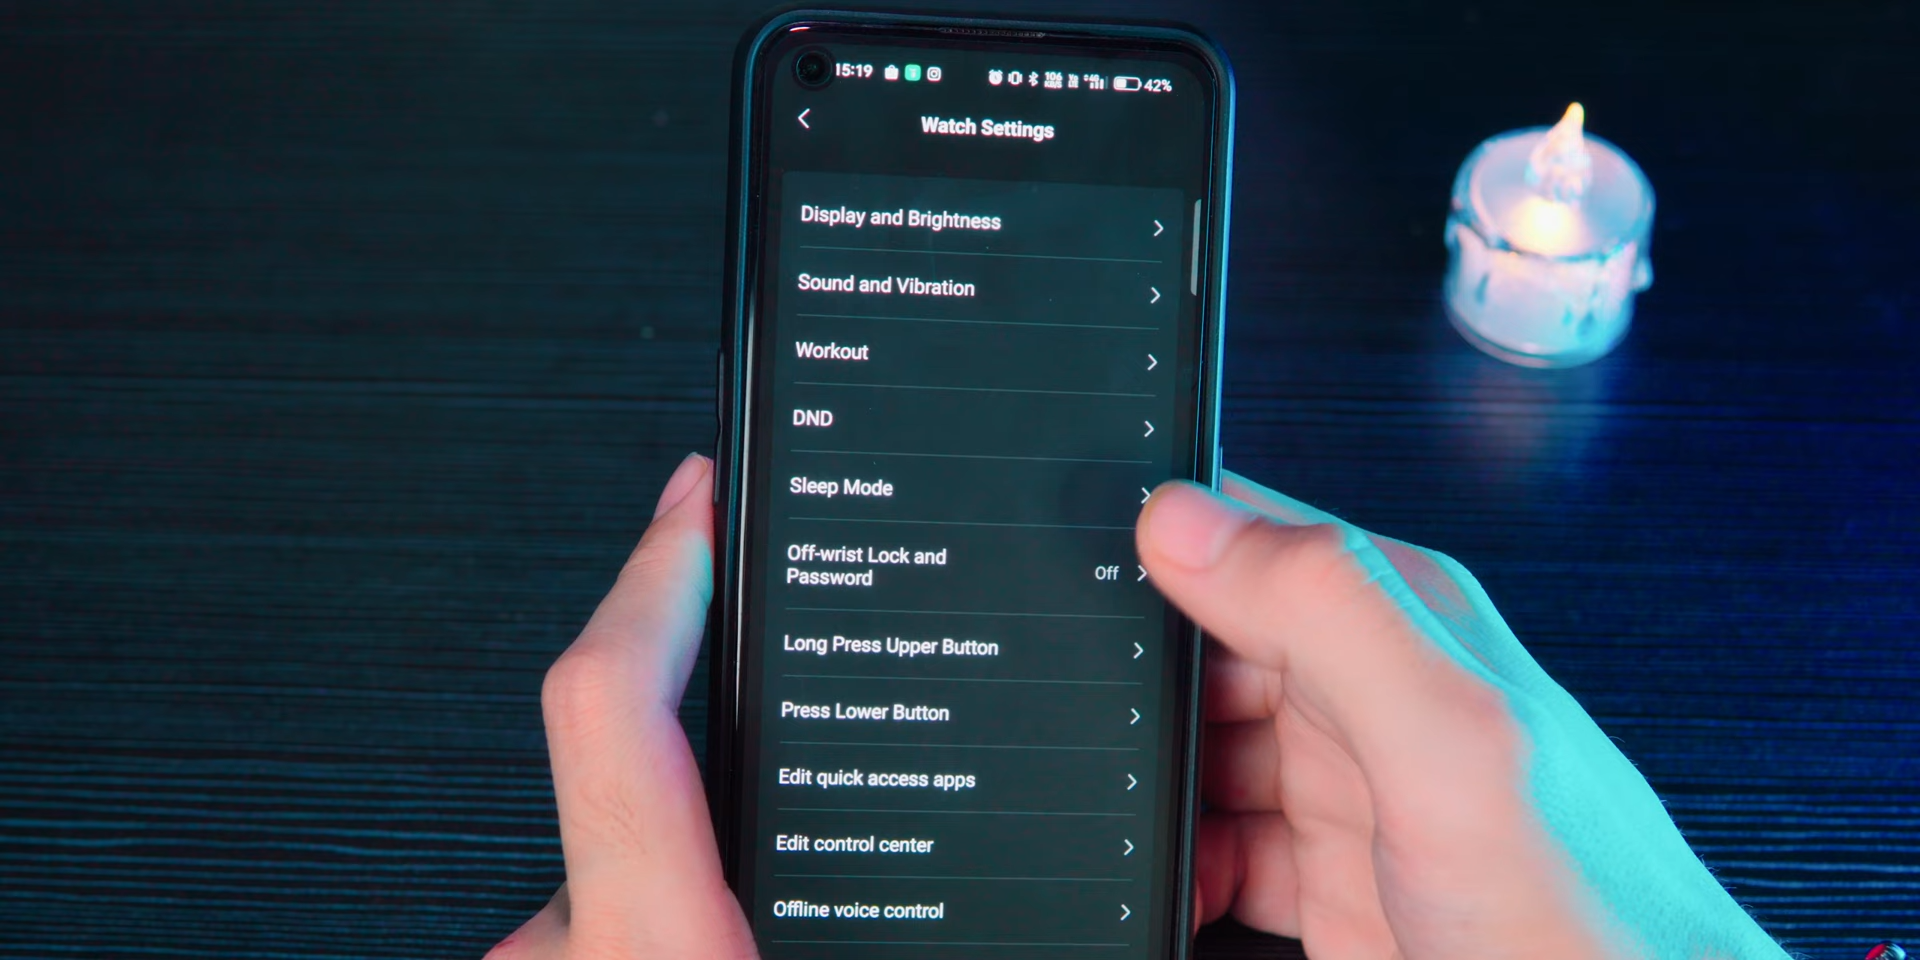 15:19 42%
Watch Settings
Display and Brightness
Sound and Vibration
Workout
DND
Sleep Mode
Off-wrist Lock and
Password
Off
Long Press Upper Button
Press Lower Button
Edit quick access apps
Edit control center
Offline voice control